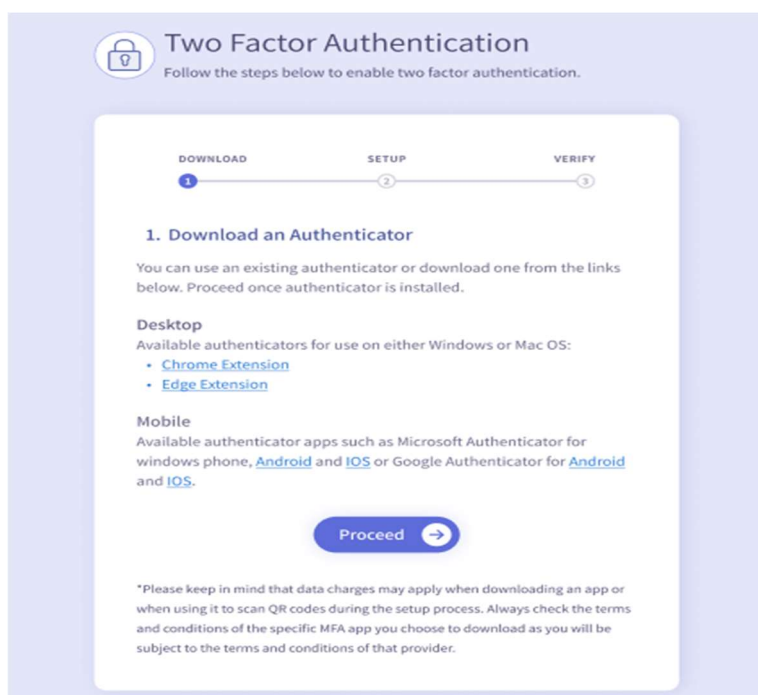 Two Factor Authentication
Follow the steps below to enable two factor authentication.
DOWNLOAD SETUP VERIFY
1 2 3
1. Download an Authenticator
You can use an existing authenticator or download one from the links
below. Proceed once authenticator is installed.
Desktop
Available authenticators for use on either Windows or Mac OS:
• Chrome Extension
• Edge Extension
Mobile
Available authenticator apps such as Microsoft Authenticator for
windows phone, Android and IOS or Google Authenticator for Android
and IOS.
Proceed
*Please keep in mind that data charges may apply when downloading an app or
when using it to scan QR codes during the setup process. Always check the terms
and conditions of the specific MFA app you choose to download as you will be
subject to the terms and conditions of that provider.